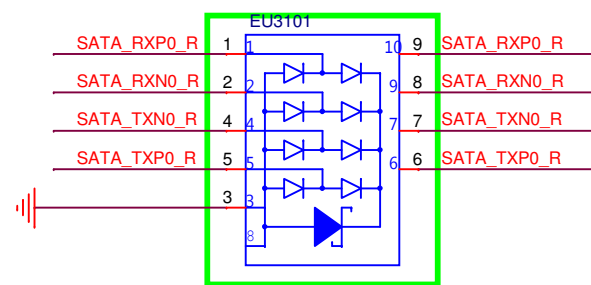 EU3101
SATA_RXP0_R 1 1 10 9 SATA_RXP0_R
SATA_RXN0_R 2 2 9 8 SATA_RXN0_R
SATA_TXN0_R 4 4 7 7 SATA_TXN0_R
SATA_TXP0_R 5 5 6 6 SATA_TXP0_R
3 3
8